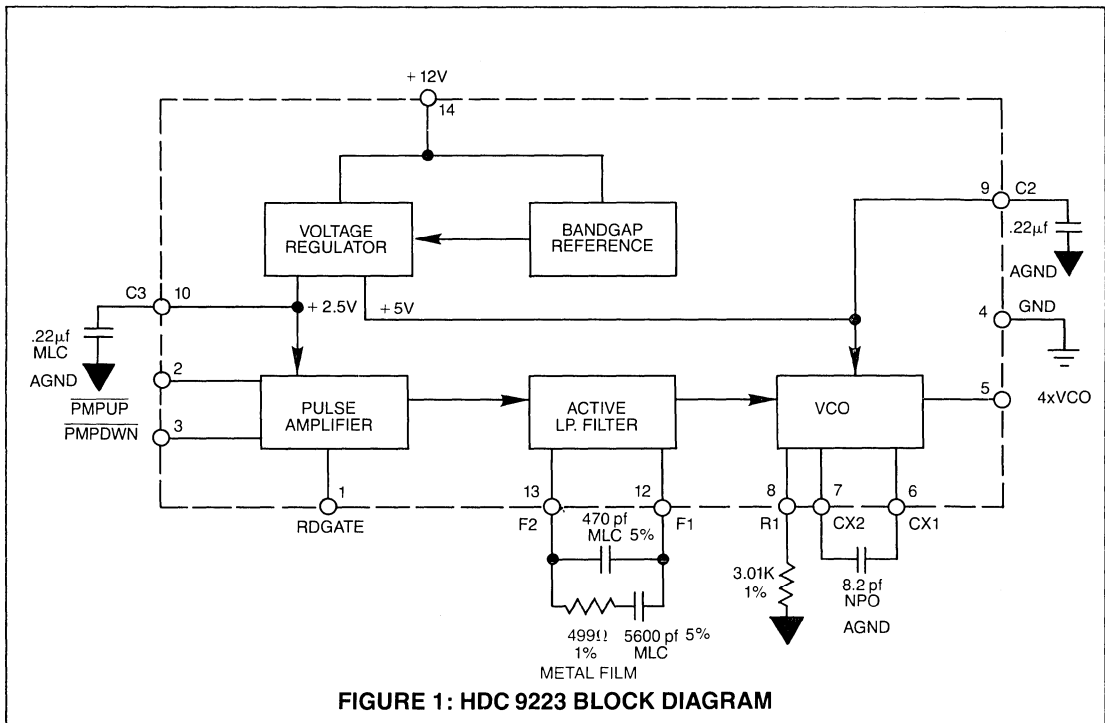 + 12V
14
VOLTAGE
REGULATOR
BANDGAP
REFERENCE
9
C2
.22µf
AGND
C3
10
+ 2.5V
+ 5V
4
GND
.22µf
MLC
AGND
2
PMPUP
PMPDWN
3
PULSE
AMPLIFIER
ACTIVE
LP. FILTER
VCO
5
4xVCO
1
RDGATE
13
F2
12
F1
8
R1
7
CX2
6
CX1
470 pf
MLC 5%
499Ω
1%
METAL FILM
5600 pf 5%
MLC
3.01K
1%
8.2 pf
NPO
AGND
FIGURE 1: HDC 9223 BLOCK DIAGRAM